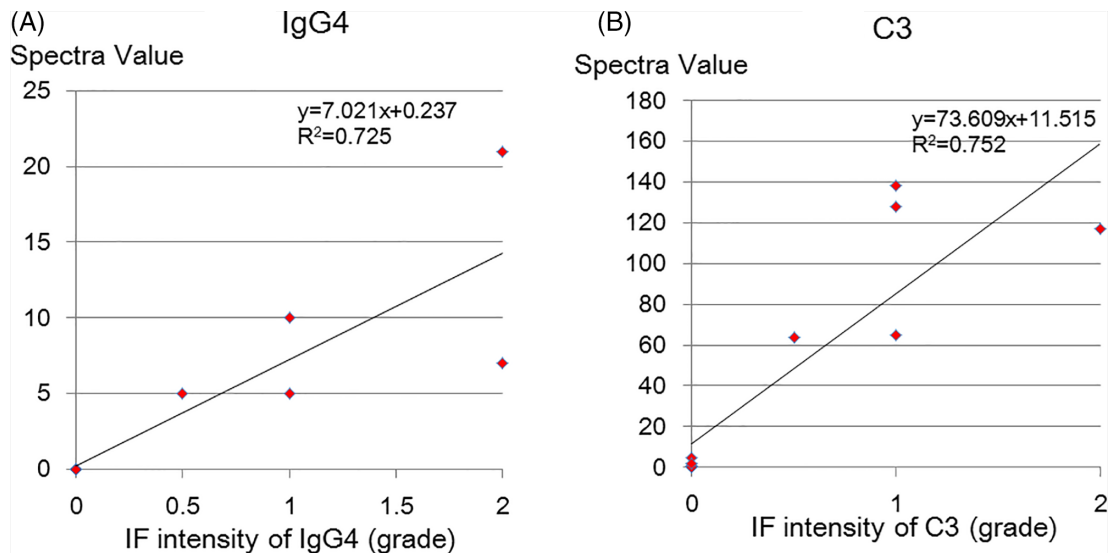 (A)
IgG4
Spectra Value
25
20
15
10
5
0
y=7.021x+0.237
R²=0.725
0 0.5 1 1.5 2
IF intensity of IgG4 (grade)
(B)
C3
Spectra Value
180
160
140
120
100
80
60
40
20
0
y=73.609x+11.515
R²=0.752
0 1 2
IF intensity of C3 (grade)